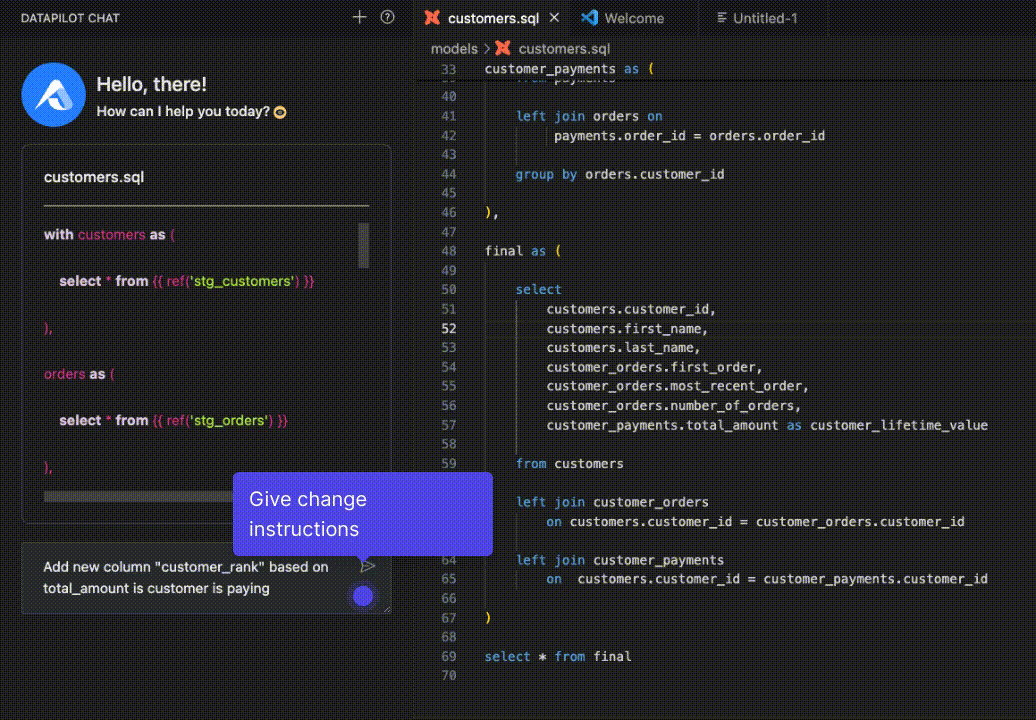 DATAPILOT CHAT
Hello, there!
How can I help you today?
customers.sql
with customers as (
select * from {{ ref('stg_customers') }}
),
orders as (
select * from {{ ref('stg_orders') }}
),
Give change
instructions
Add new column "customer_rank" based on
total_amount is customer is paying
customers.sql
Welcome
Untitled-1
models > customers.sql
33 customer_payments as (
40
41 left join orders on
42 payments.order_id = orders.order_id
43
44 group by orders.customer_id
45
46 ),
47
48 final as (
49
50 select
51 customers.customer_id,
52 customers.first_name,
53 customers.last_name,
54 customer_orders.first_order,
55 customer_orders.most_recent_order,
56 customer_orders.number_of_orders,
57 customer_payments.total_amount as customer_lifetime_value
58
59 from customers
left join customer_orders
on customers.customer_id = customer_orders.customer_id
64 left join customer_payments
65 on customers.customer_id = customer_payments.customer_id
66
67 )
68
69 select * from final
70